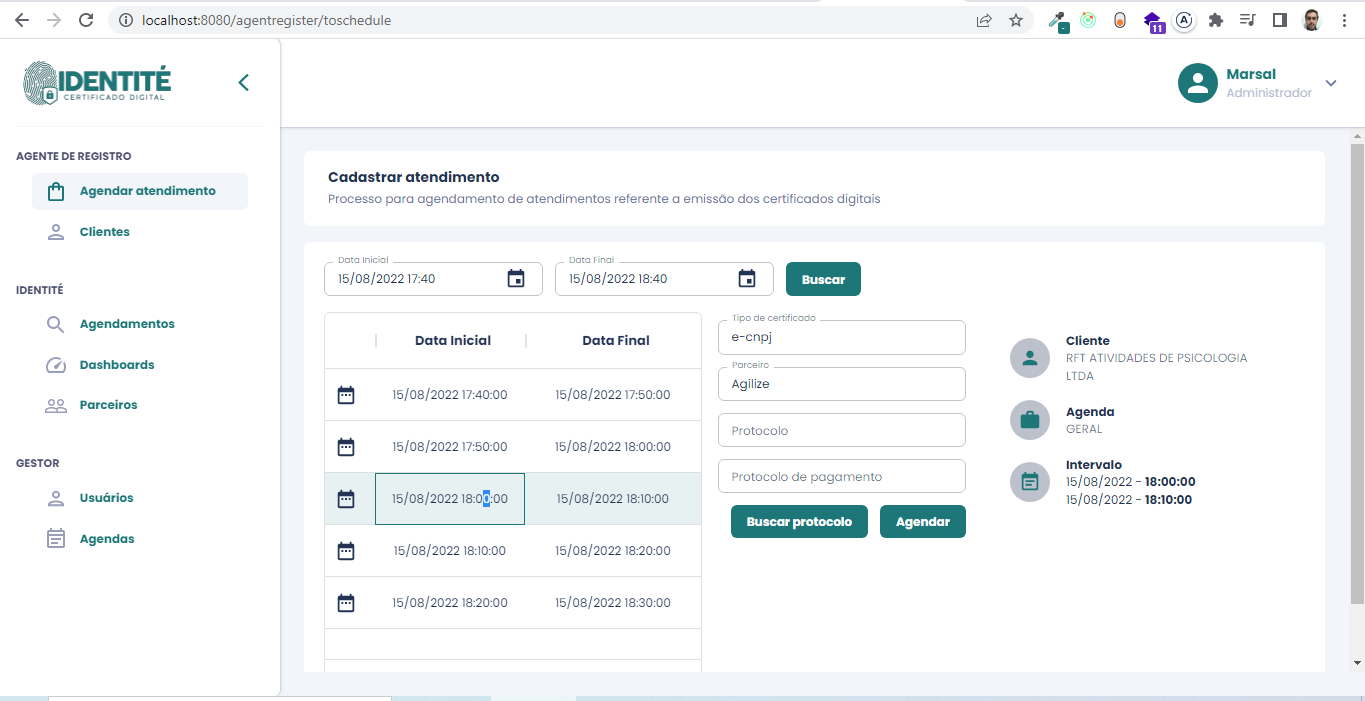 localhost:8080/agentregister/toschedule
11
A
IDENTITÉ
CERTIFICADO DIGITAL
Marsal
Administrador
AGENTE DE REGISTRO
Agendar atendimento
Clientes
IDENTITÉ
Agendamentos
Dashboards
Parceiros
GESTOR
Usuários
Agendas
Cadastrar atendimento
Processo para agendamento de atendimentos referente a emissão dos certificados digitais
Data Inicial
15/08/2022 17:40
Data Final
15/08/2022 18:40
Buscar
Data Inicial Data Final
15/08/2022 17:40:00 15/08/2022 17:50:00
15/08/2022 17:50:00 15/08/2022 18:00:00
15/08/2022 18:00:00 15/08/2022 18:10:00
15/08/2022 18:10:00 15/08/2022 18:20:00
15/08/2022 18:20:00 15/08/2022 18:30:00
Tipo de certificado
e-cnpj
Parceiro
Agilize
Protocolo
Protocolo de pagamento
Buscar protocolo Agendar
Cliente
RFT ATIVIDADES DE PSICOLOGIA
LTDA
Agenda
GERAL
Intervalo
15/08/2022 - 18:00:00
15/08/2022 - 18:10:00